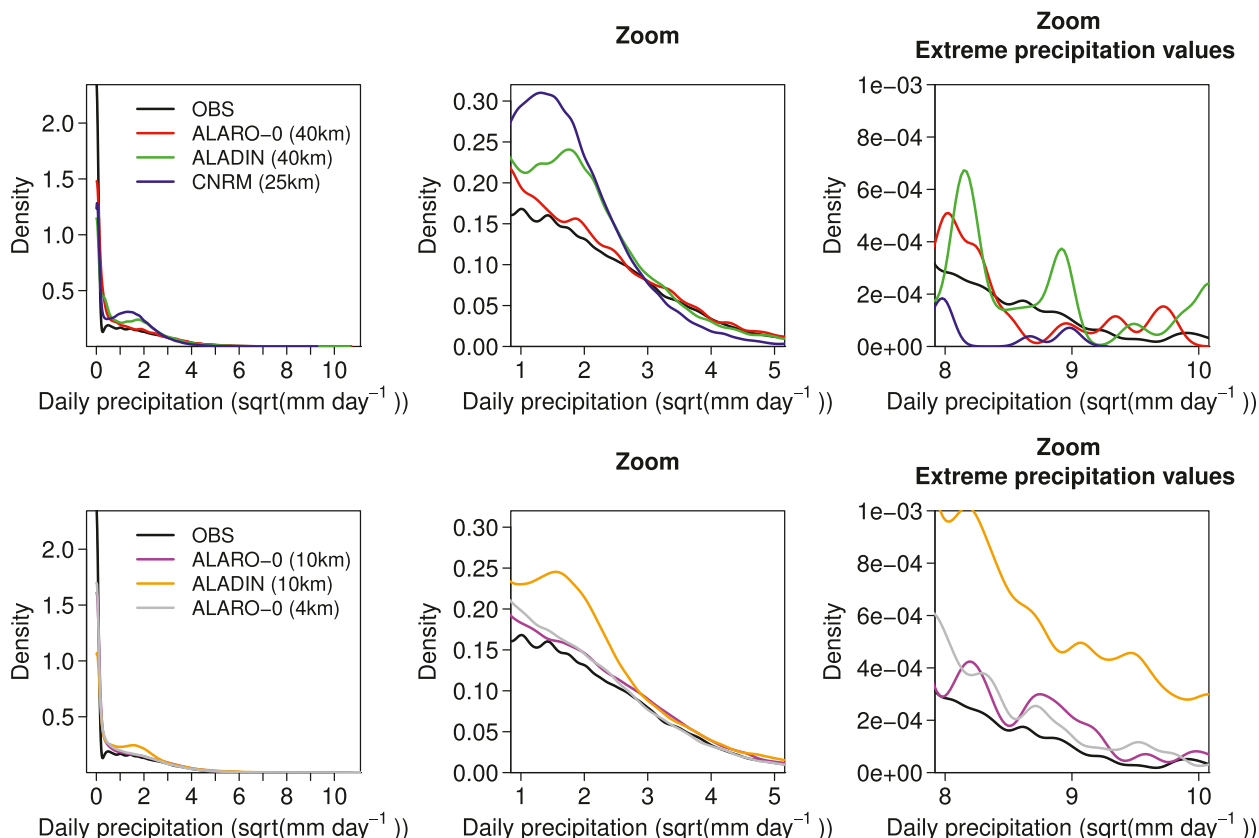 Zoom
Zoom
Extreme precipitation values
Density
2.0
1.5
1.0
0.5
OBS
ALARO−0 (40km)
ALADIN (40km)
CNRM (25km)
0 2 4 6 8 10
Daily precipitation (sqrt(mm day−1 ))
Density
0.30
0.25
0.20
0.15
0.10
0.05
0.00
1 2 3 4 5
Daily precipitation (sqrt(mm day−1 ))
Density
1e−03
8e−04
6e−04
4e−04
2e−04
0e+00
8 9 10
Daily precipitation (sqrt(mm day−1 ))
Zoom
Zoom
Extreme precipitation values
Density
2.0
1.5
1.0
0.5
OBS
ALARO−0 (10km)
ALADIN (10km)
ALARO−0 (4km)
0 2 4 6 8 10
Daily precipitation (sqrt(mm day−1 ))
Density
0.30
0.25
0.20
0.15
0.10
0.05
0.00
1 2 3 4 5
Daily precipitation (sqrt(mm day−1 ))
Density
1e−03
8e−04
6e−04
4e−04
2e−04
0e+00
8 9 10
Daily precipitation (sqrt(mm day−1 ))